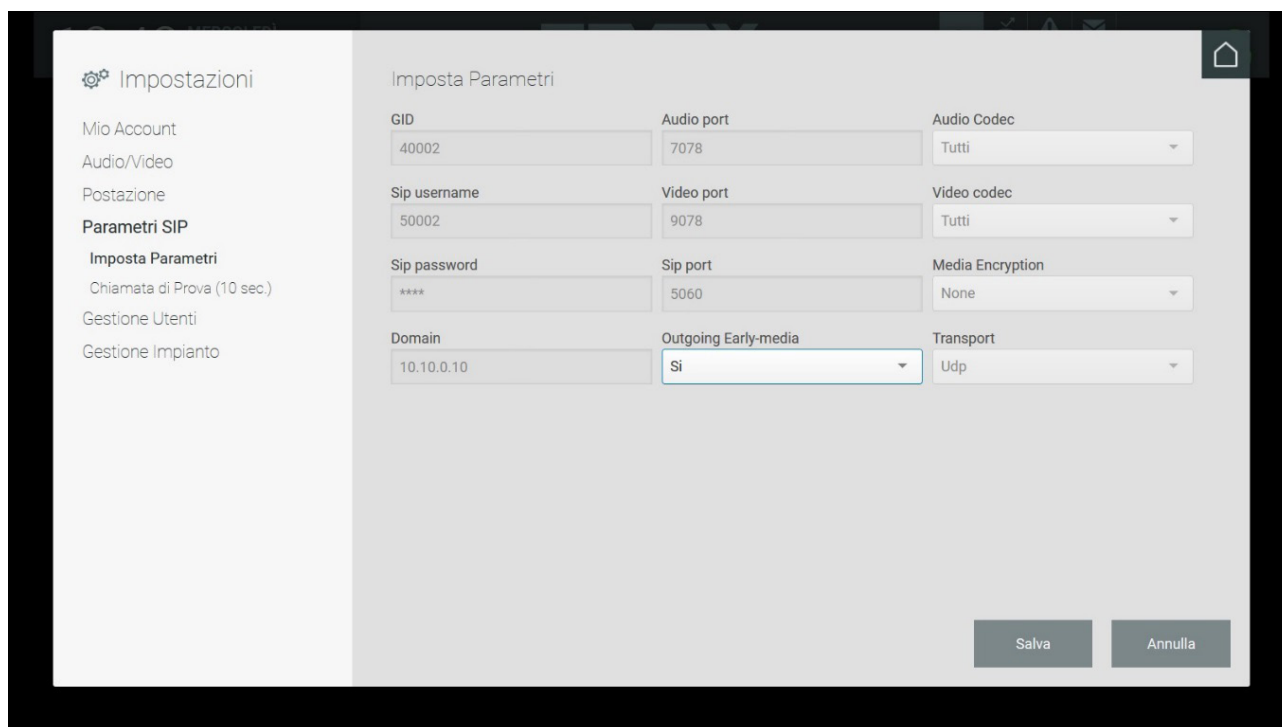 Impostazioni
Mio Account
Audio/Video
Postazione
Parametri SIP
Imposta Parametri
Chiamata di Prova (10 sec.)
Gestione Utenti
Gestione Impianto
Imposta Parametri
GID
Audio port
Audio Codec
40002
7078
Tutti
Sip username
Video port
Video codec
50002
9078
Tutti
Sip password
Sip port
Media Encryption
****
5060
None
Domain
Outgoing Early-media
Transport
10.10.0.10
Si
Udp
Salva
Annulla